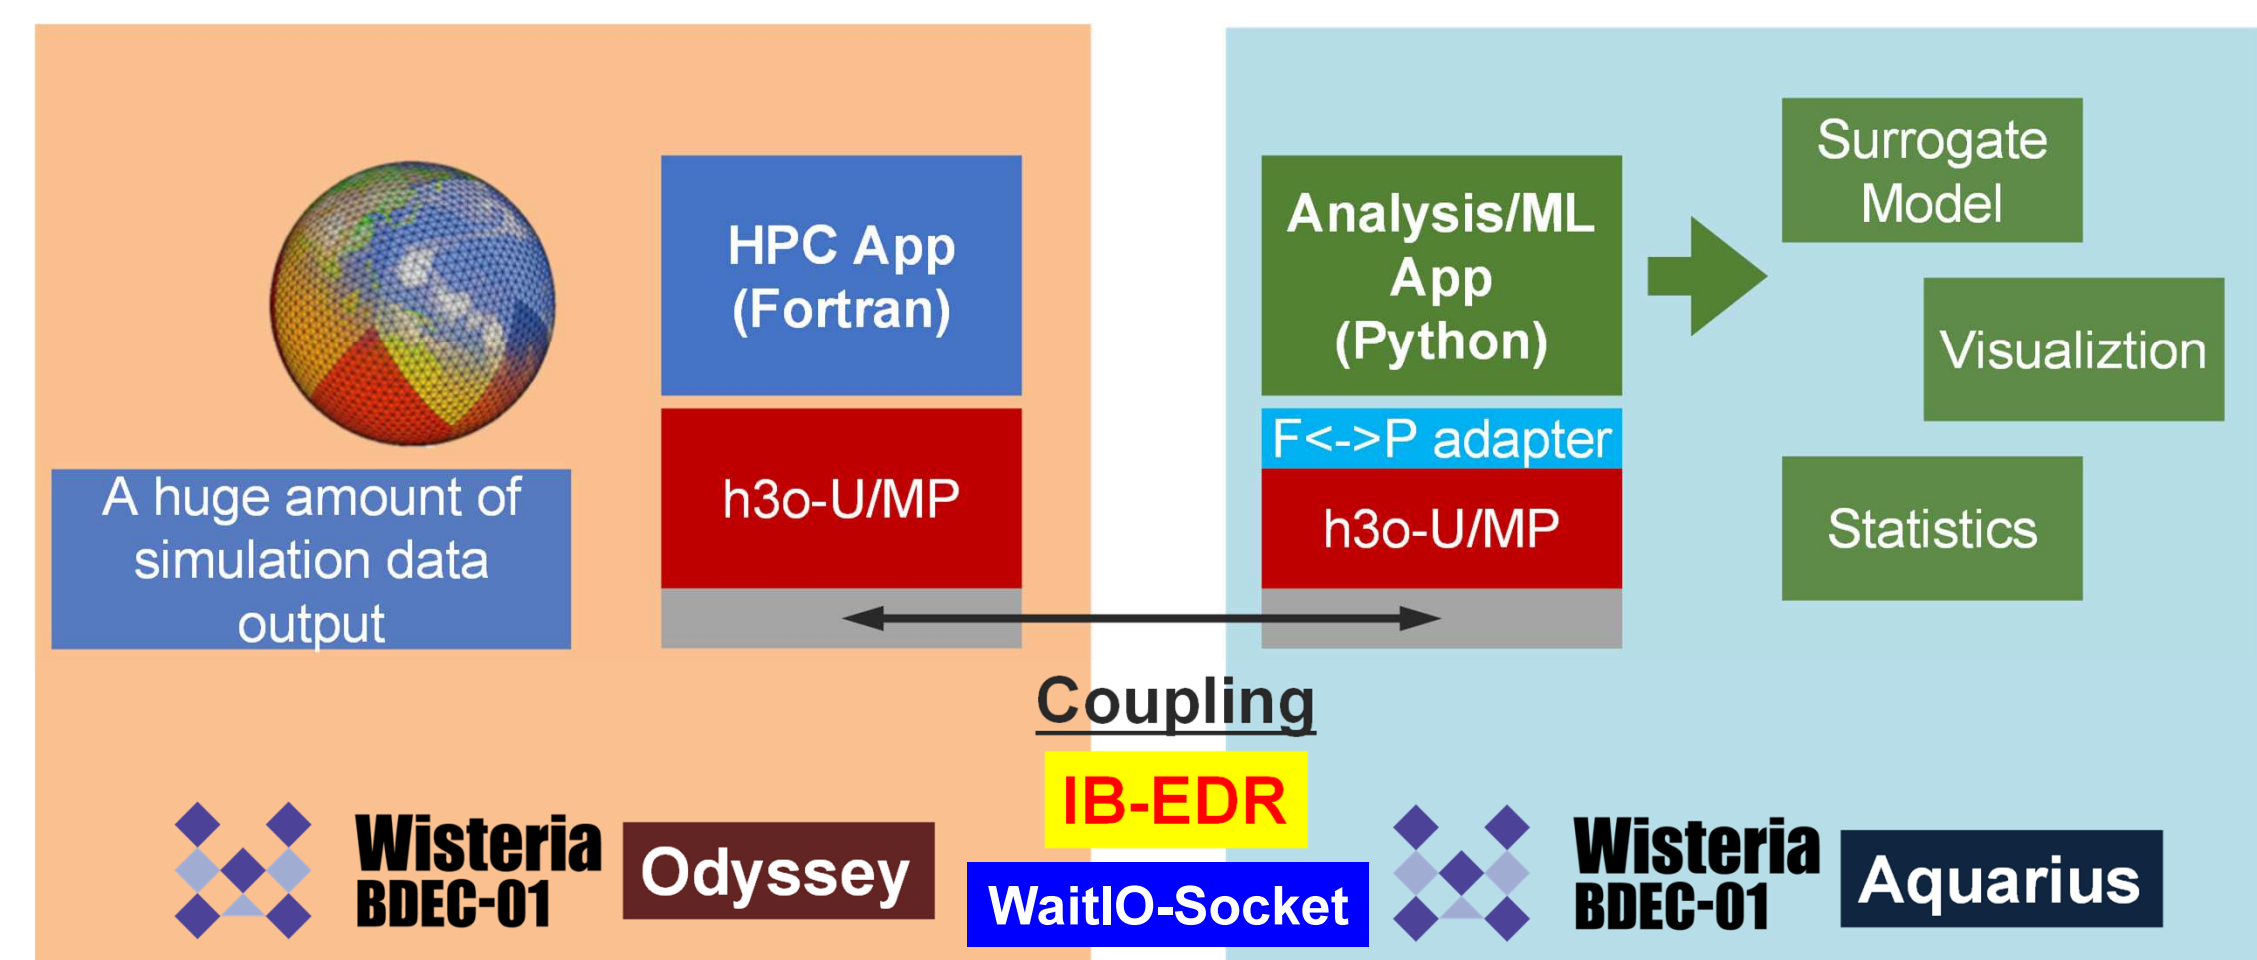 HPC App
(Fortran)
A huge amount of
simulation data
output
h3o-U/MP
Analysis/ML
App
(Python)
F<->P adapter
h3o-U/MP
Surrogate
Model
Visualiztion
Statistics
Coupling
IB-EDR
WaitIO-Socket
Wisteria
BDEC-01
Odyssey
Wisteria
BDEC-01
Aquarius